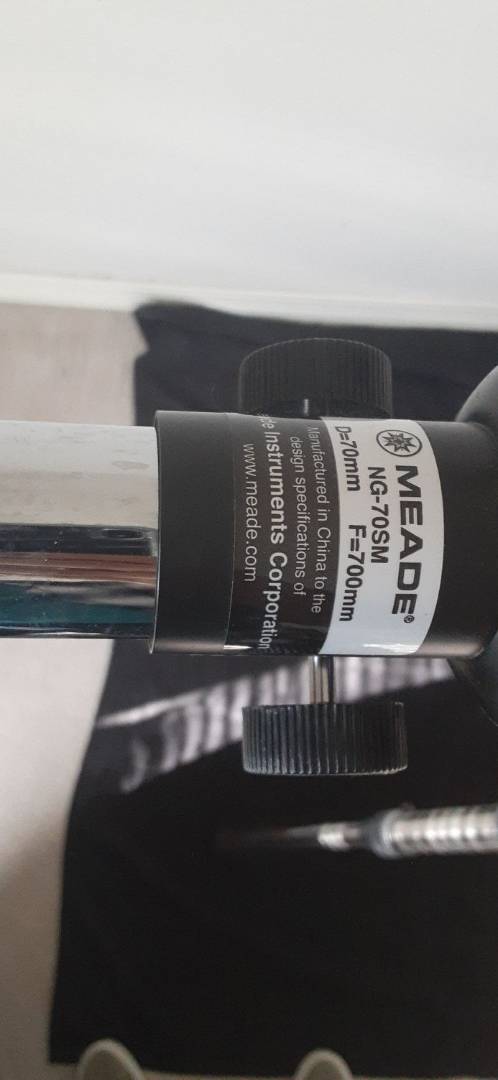 MEADE®
NG-70SM
D=70mm F=700mm
Manufactured in China to the
design specifications of
Instruments Corporation
www.meade.com